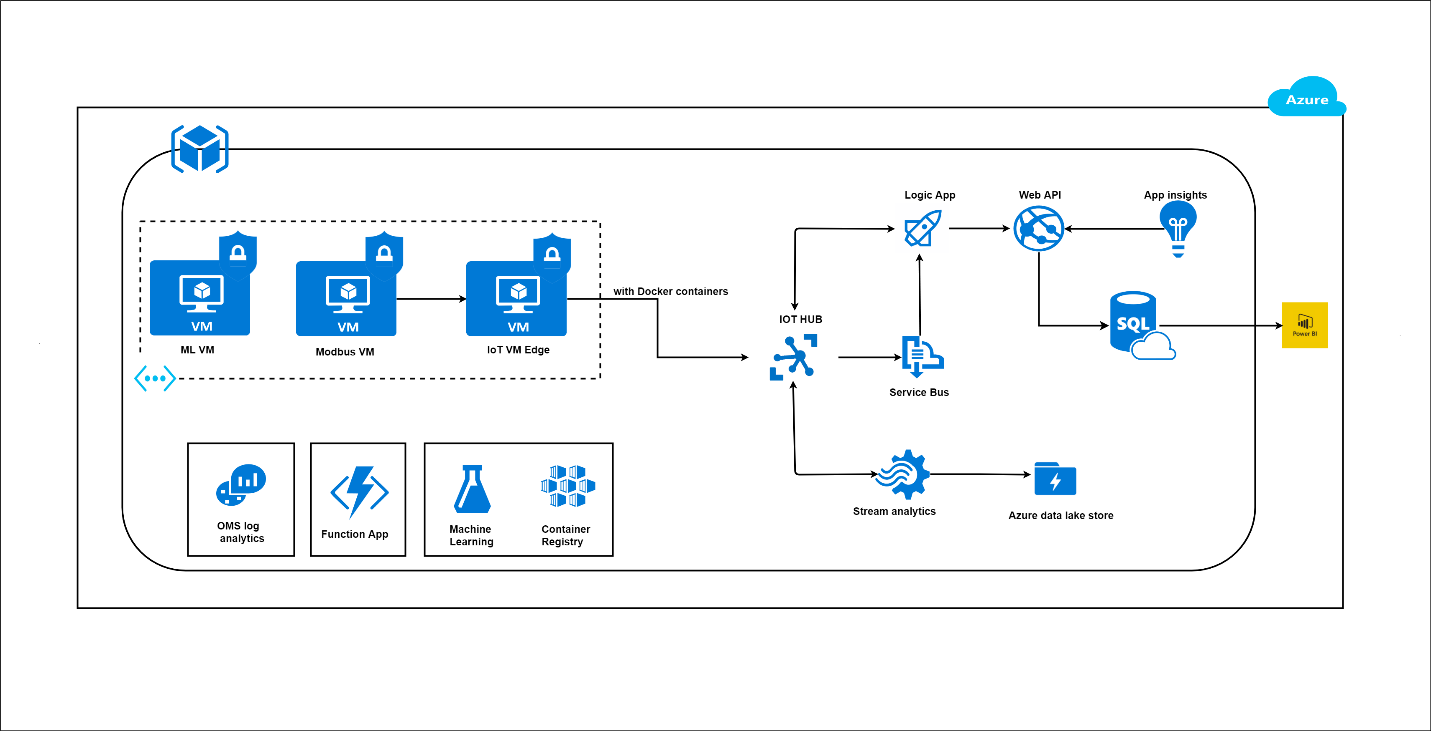 Azure
Logic App
Web API
App insights
VM
VM
VM
with Docker containers
ML VM
Modbus VM
IoT VM Edge
IOT HUB
SQL
Power BI
Service Bus
OMS log
analytics
Function App
Machine
Learning
Container
Registry
Stream analytics
Azure data lake store